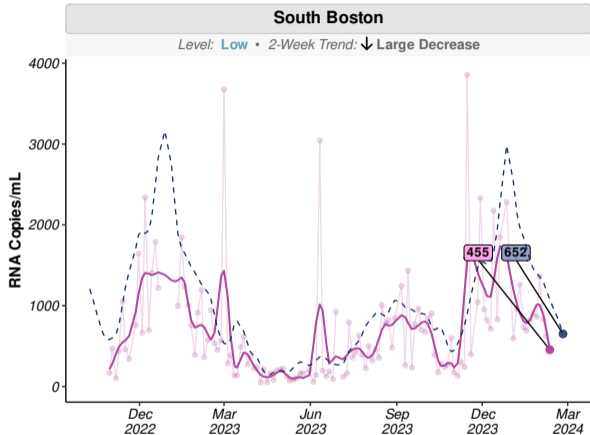 South Boston
Level: Low • 2-Week Trend: ↓ Large Decrease
RNA Copies/mL
4000
3000
2000
1000
0
455
652
Dec 2022
Mar 2023
Jun 2023
Sep 2023
Dec 2023
Mar 2024